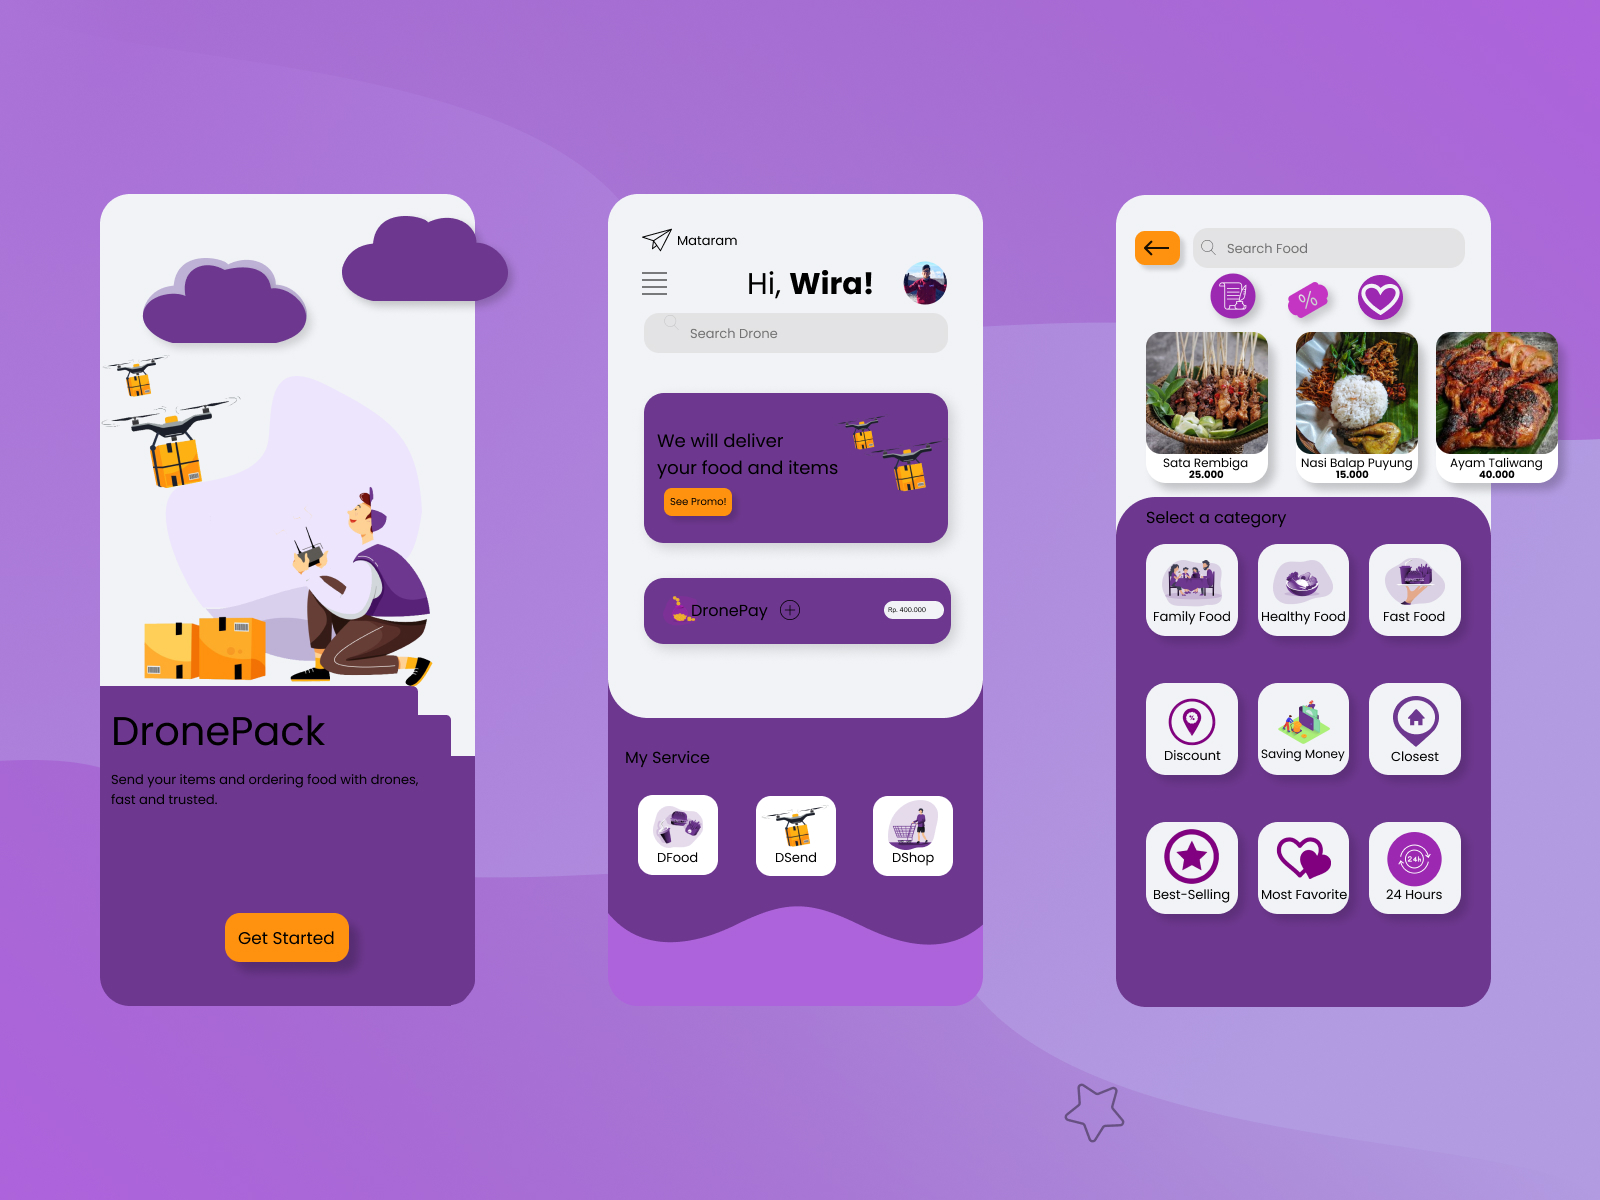 DronePack
Send your items and ordering food with drones,
fast and trusted.
Get Started
Mataram
Hi, Wira!
Search Drone
We will deliver
your food and items
See Promo!
DronePay
Rp. 400.000
My Service
DFood
DSend
DShop
Search Food
%
Sata Rembiga
25.000
Nasi Balap Puyung
15.000
Ayam Taliwang
40.000
Select a category
Family Food
Healthy Food
Fast Food
%
Discount
Saving Money
Closest
24h
Best-Selling
Most Favorite
24 Hours